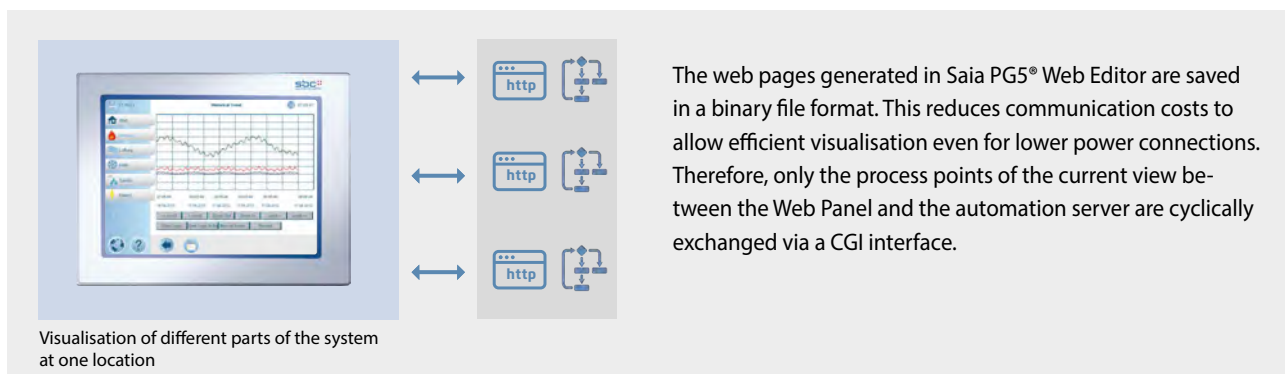 sbc
Historical Trend
http
http
http
Visualisation of different parts of the system
at one location
The web pages generated in Saia PG5® Web Editor are saved
in a binary file format. This reduces communication costs to
allow efficient visualisation even for lower power connections.
Therefore, only the process points of the current view be-
tween the Web Panel and the automation server are cyclically
exchanged via a CGI interface.